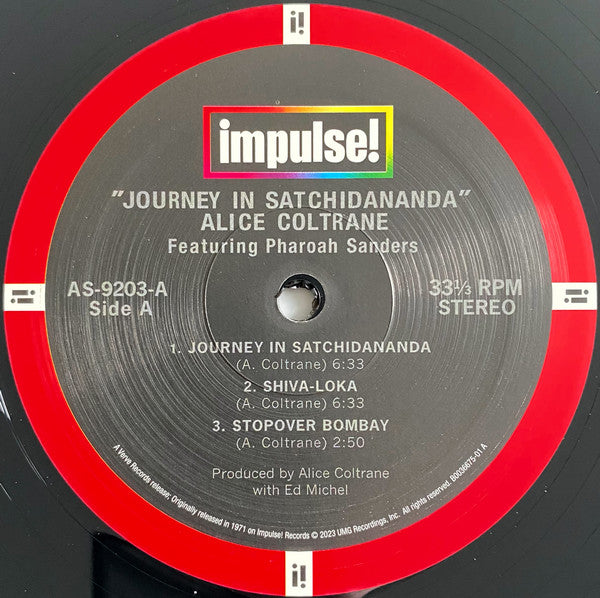 i!
impulse!
"JOURNEY IN SATCHIDANANDA"
ALICE COLTRANE
Featuring Pharoah Sanders
AS-9203-A
Side A
33⅓ RPM
STEREO
i!
i!
1. JOURNEY IN SATCHIDANANDA
(A. Coltrane) 6:33
2. SHIVA-LOKA
(A. Coltrane) 6:33
3. STOPOVER BOMBAY
(A. Coltrane) 2:50
Produced by Alice Coltrane
with Ed Michel
A Verve Records release; Originally released in 1971 on Impulse! Records © 2023 UMG Recordings, Inc. All rights reserved. B0036675-01 A
i!